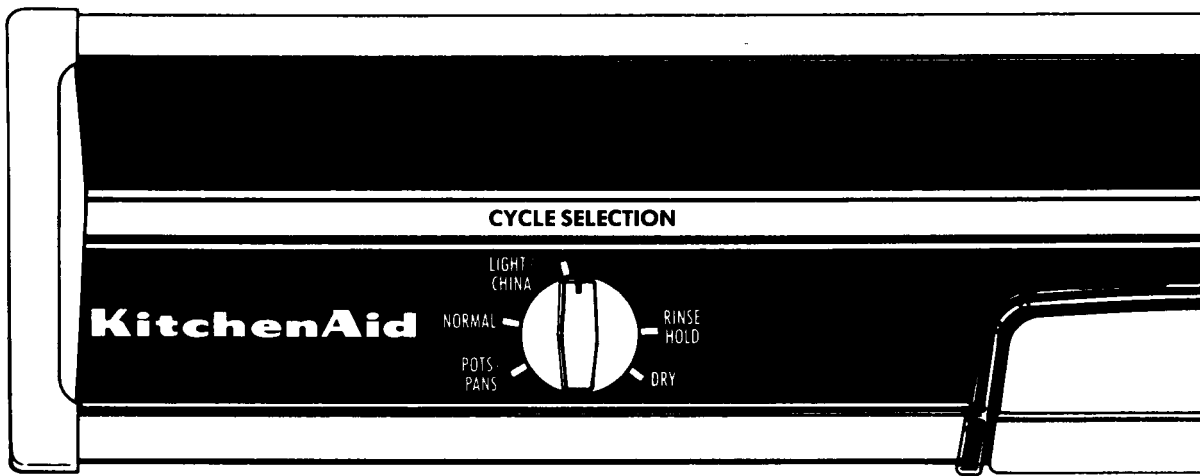 CYCLE SELECTION
LIGHT·
CHINA
KitchenAid
NORMAL
RINSE
HOLD
POTS·
PANS
DRY